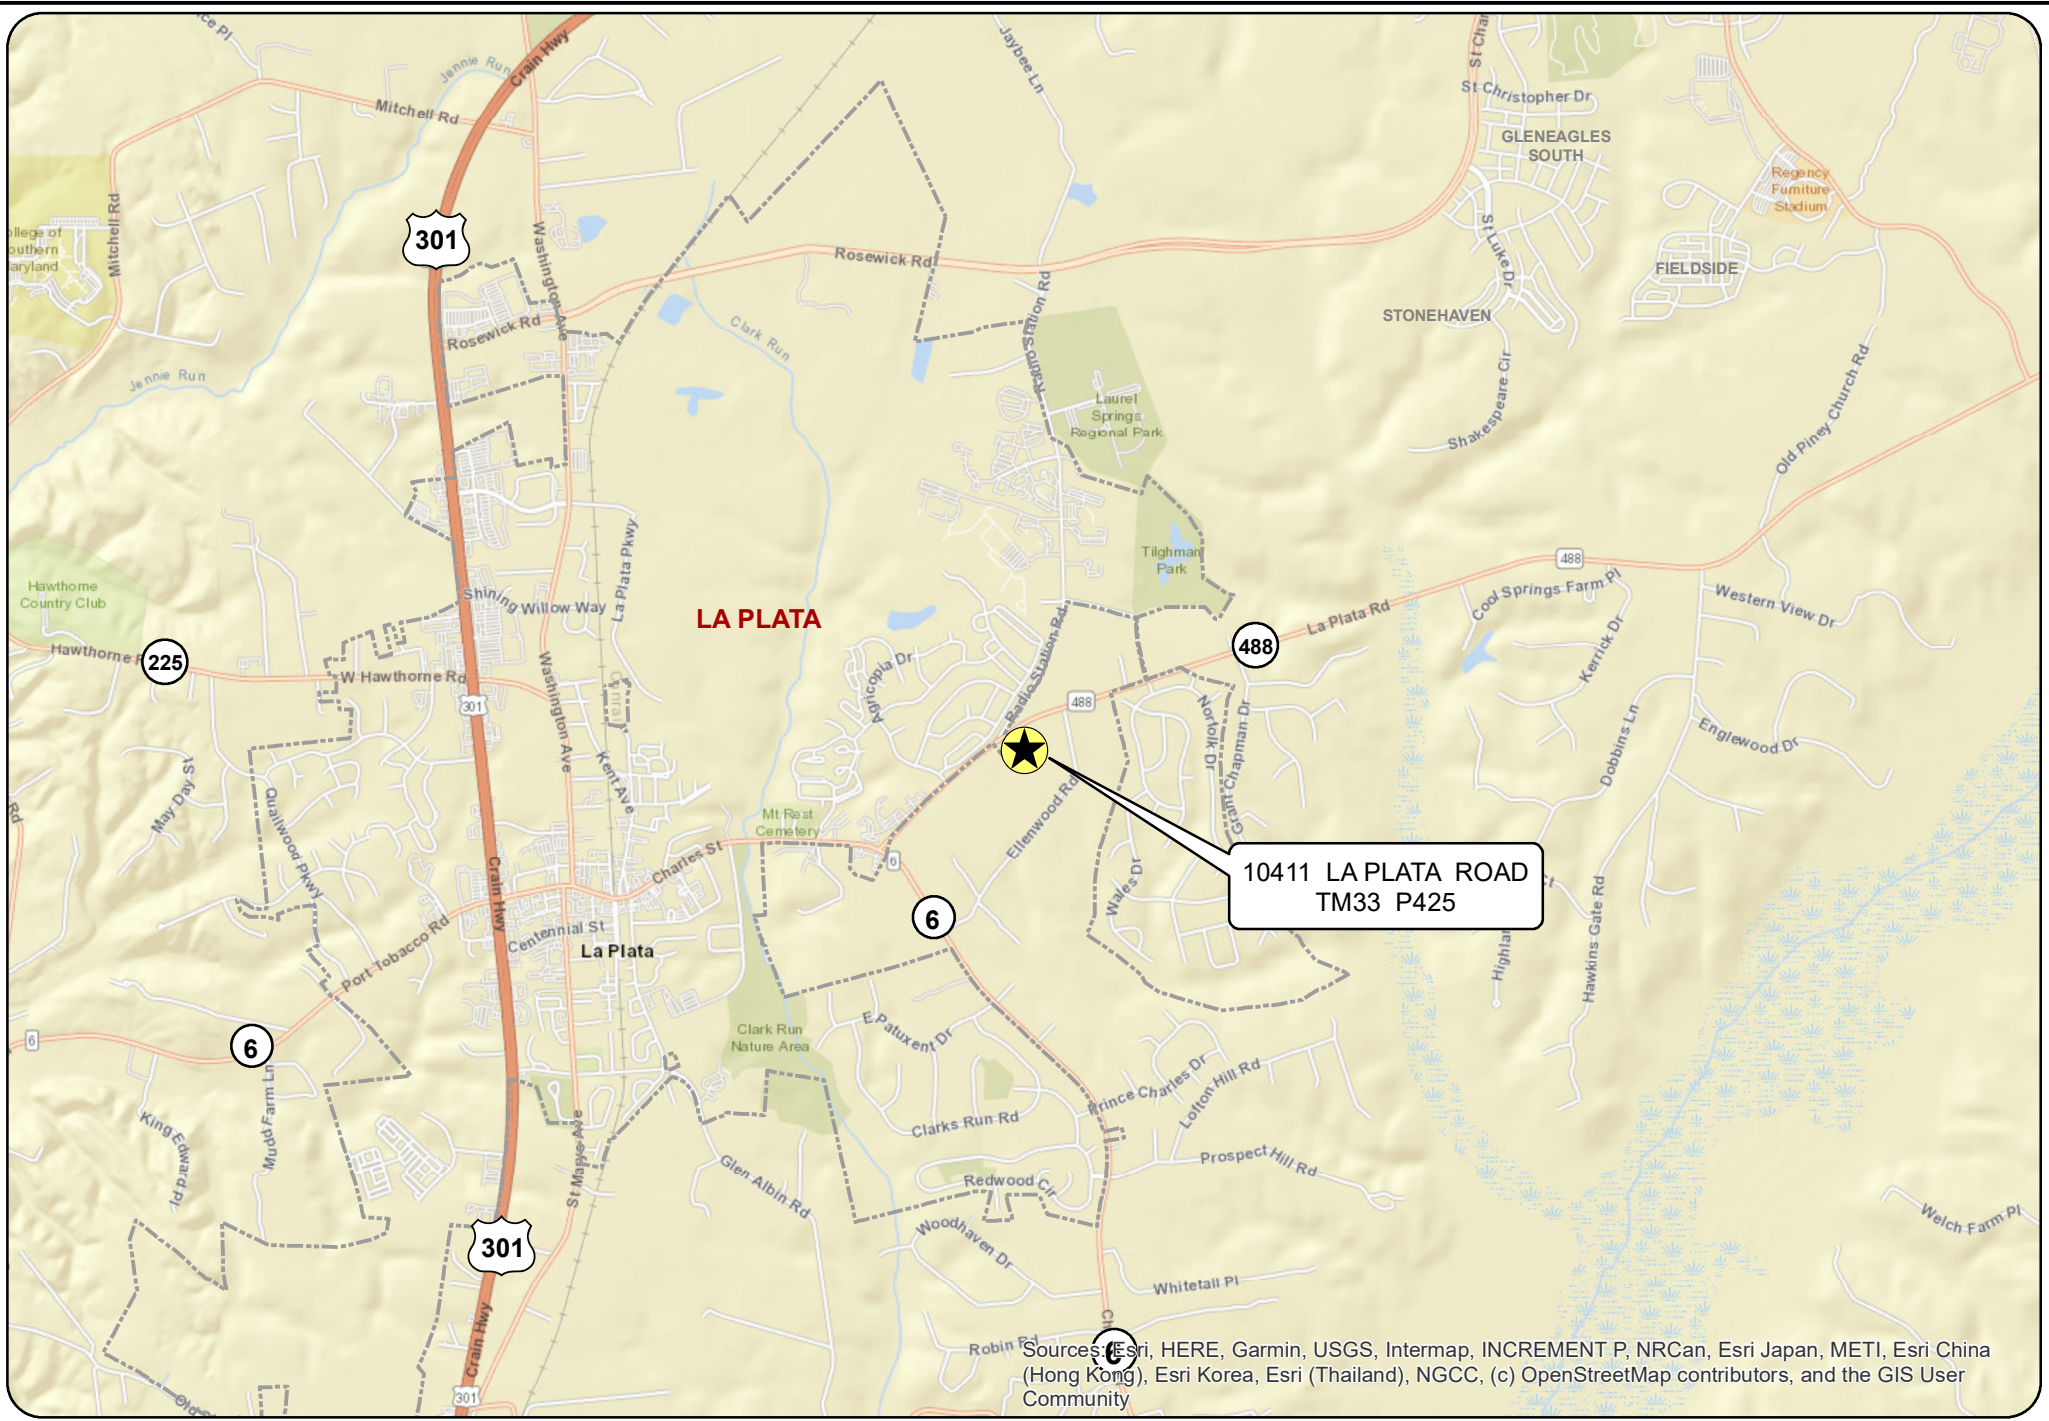 Crain Hwy
Jennie Run
Jaybee Ln
St Christopher Dr
GLENEAGLES
SOUTH
Mitchell Rd
Regency
Furniture
Stadium
Mitchell Rd
301
Washington Ave
Rosewick Rd
St Luke Dr
FIELDSIDE
STONEHAVEN
Radio Station Rd
Rosewick Rd
Clark Run
Jennie Run
Laurel
Springs
Regional Park
Shakespeare Cir
Old Piney Church Rd
La Plata Pkwy
Tilghman
Park
488
Hawthorne
Country Club
Shining Willow Way
LA PLATA
La Plata Rd
Cool Springs Farm Pl
Western View Dr
Kerrick Dr
488
225
W Hawthorne Rd
Washington Ave
Conrail
Agricopia Dr
Radio Station Rd
488
Norfolk Dr
Grant Chapman Dr
Dobbins Ln
Englewood Dr
301
May Day St
Quailwood Pkwy
Kent Ave
Mt Rest
Cemetery
Ellenwood Rd
Charles St
6
Wales Dr
10411 LA PLATA ROAD
TM33 P425
Crain Hwy
Port Tobacco Rd
Centennial St
La Plata
6
Hawkins Gate Rd
6
6
Clark Run
Nature Area
E Patuxent Dr
Prince Charles Dr
Lofton Hill Rd
Mudd Farm Ln
King Edward Pl
Clarks Run Rd
St Marys Ave
Glen Albin Rd
Prospect Hill Rd
Redwood Cir
Woodhaven Dr
Welch Farm Pl
301
Whitetail Pl
Crain Hwy
Robin Rd
6
301
Sources: Esri, HERE, Garmin, USGS, Intermap, INCREMENT P, NRCan, Esri Japan, METI, Esri China
(Hong Kong), Esri Korea, Esri (Thailand), NGCC, (c) OpenStreetMap contributors, and the GIS User
Community